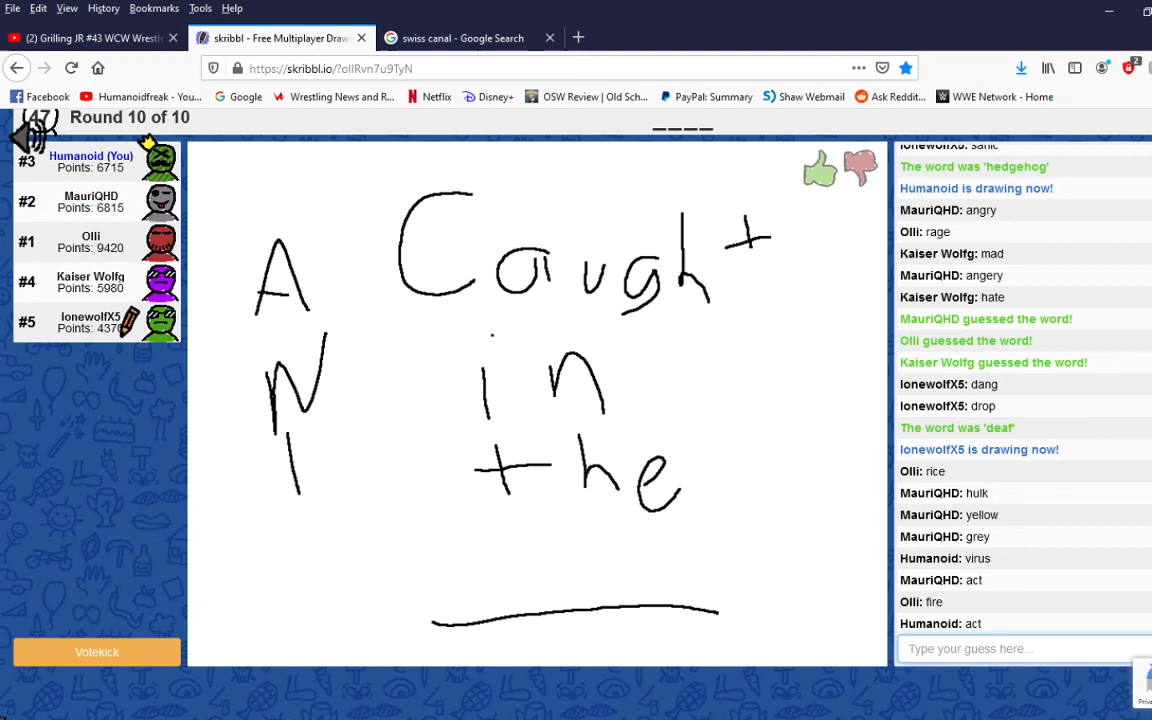 File Edit View History Bookmarks Tools Help
(2) Grilling JR #43 WCW Wrestl
skribbl - Free Multiplayer Drawi
swiss canal - Google Search
https://skribbl.io/?olIRvn7u9TyN
Facebook Humanoidfreak - You... Google Wrestling News and R... Netflix Disney+ OSW Review | Old Sch... PayPal: Summary Shaw Webmail Ask Reddit... WWE Network - Home
47 Round 10 of 10
_ _ _ _
#3 Humanoid (You)
Points: 6715
#2 MauriQHD
Points: 6815
#1 Olli
Points: 9420
#4 Kaiser Wolfg
Points: 5980
#5 lonewolfX5
Points: 4370
Votekick
Caught
A
N in
I the
lonewolfX5: sanic
The word was 'hedgehog'
Humanoid is drawing now!
MauriQHD: angry
Olli: rage
Kaiser Wolfg: mad
MauriQHD: angery
Kaiser Wolfg: hate
MauriQHD guessed the word!
Olli guessed the word!
Kaiser Wolfg guessed the word!
lonewolfX5: dang
lonewolfX5: drop
The word was 'deaf'
lonewolfX5 is drawing now!
Olli: rice
MauriQHD: hulk
MauriQHD: yellow
MauriQHD: grey
Humanoid: virus
MauriQHD: act
Olli: fire
Humanoid: act
Type your guess here...